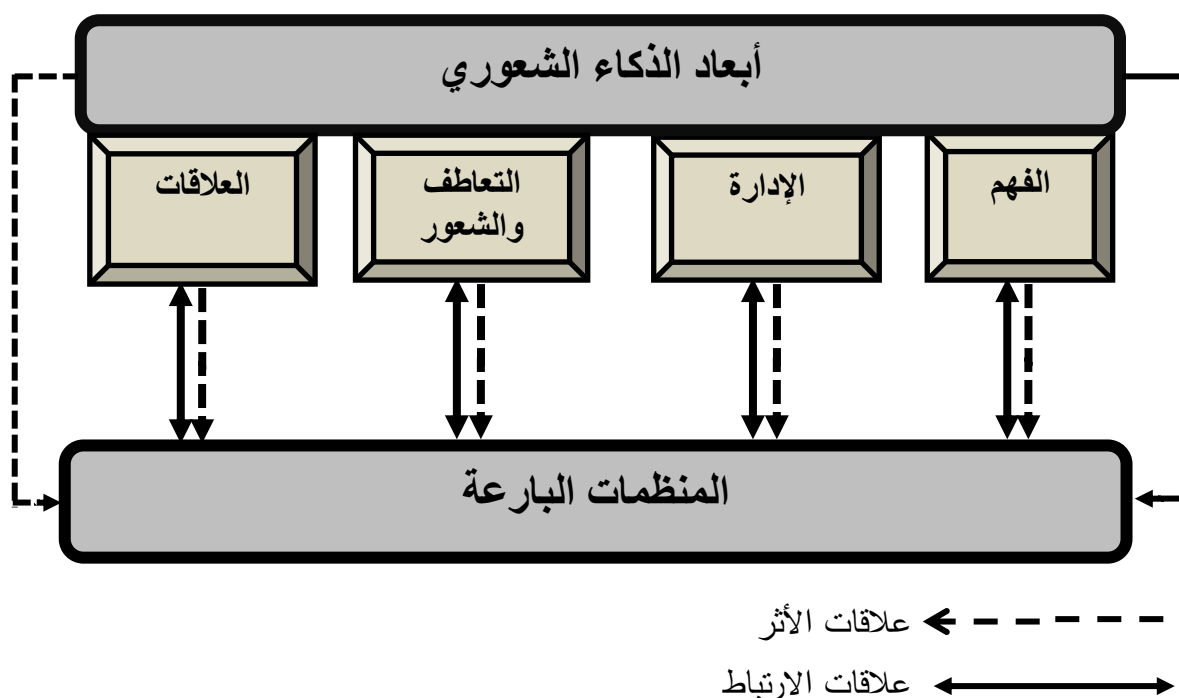 أبعاد الذكاء الشعوري
الفهم
الإدارة
التعاطف
والشعور
العلاقات
المنظمات البارعة
علاقات الأثر
علاقات الارتباط